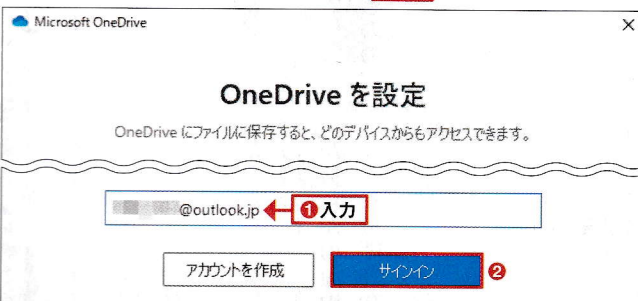 Microsoft OneDrive
OneDrive を設定
OneDrive にファイルに保存すると、どのデバイスからもアクセスできます。
@outlook.jp ❶入力
アカウントを作成 サインイン ❷